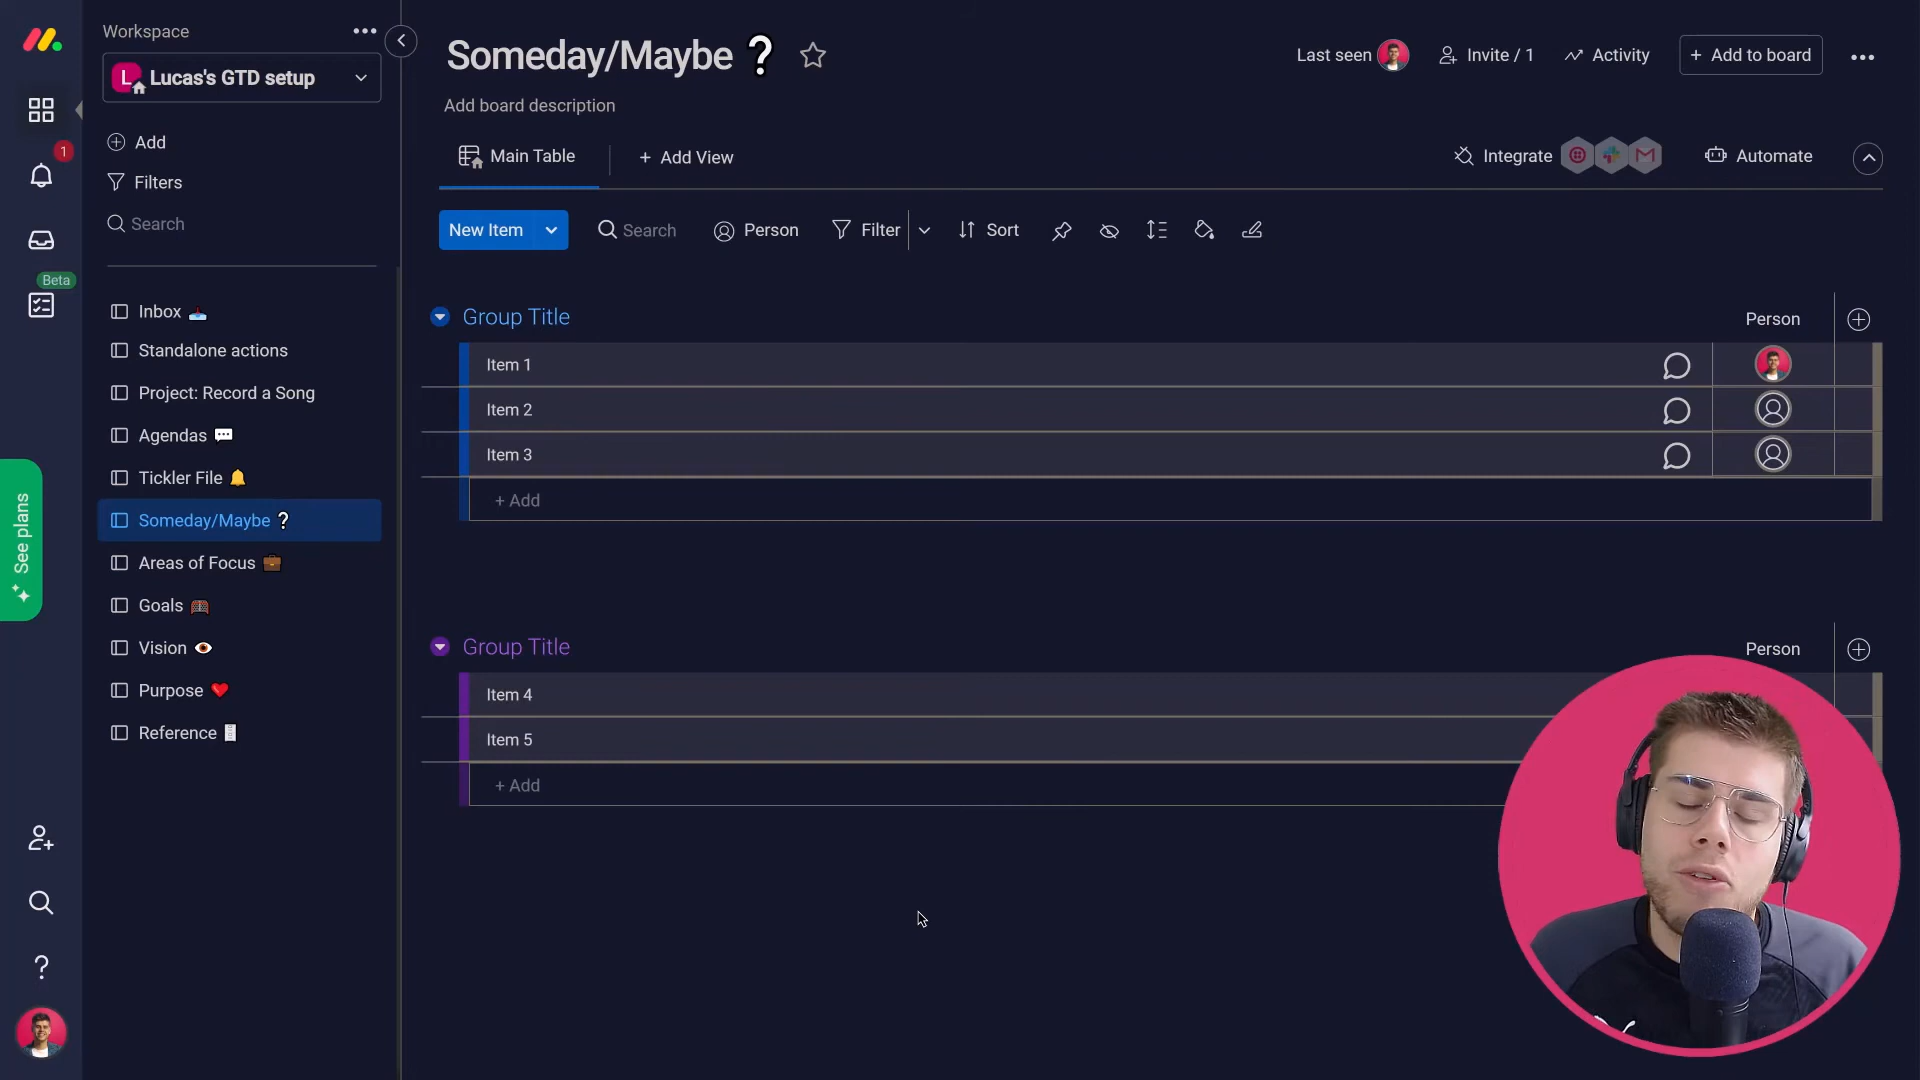 Workspace
L Lucas's GTD setup
Add
Filters
Search
Inbox
Standalone actions
Project: Record a Song
Agendas
Tickler File
Someday/Maybe ?
Areas of Focus
Goals
Vision
Purpose
Reference
1
Beta
See plans
Someday/Maybe ?
Add board description
Last seen
Invite / 1
Activity
+ Add to board
Main Table
+ Add View
Integrate
Automate
New Item
Search
Person
Filter
Sort
Group Title
Person
Item 1
Item 2
Item 3
+ Add
Group Title
Person
Item 4
Item 5
+ Add